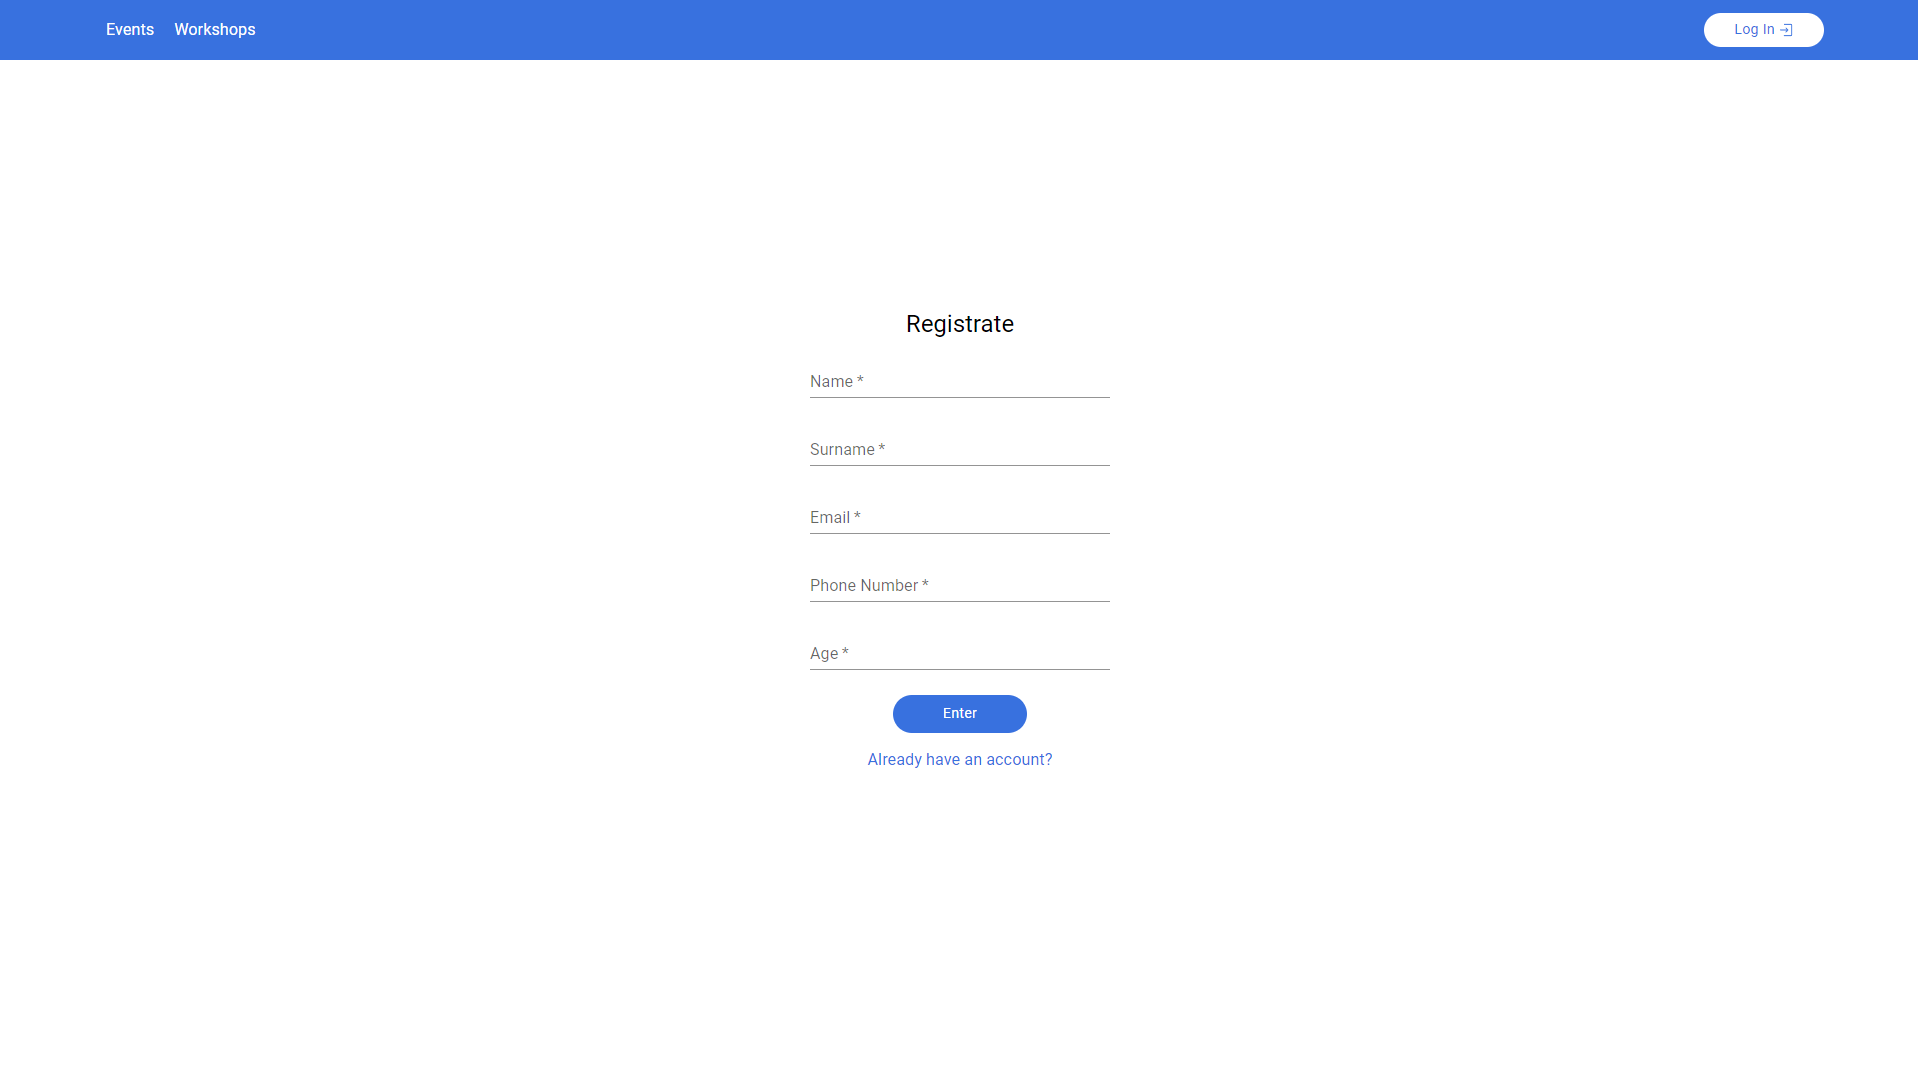 Events Workshops Log In
Registrate
Name *
Surname *
Email *
Phone Number *
Age *
Enter
Already have an account?